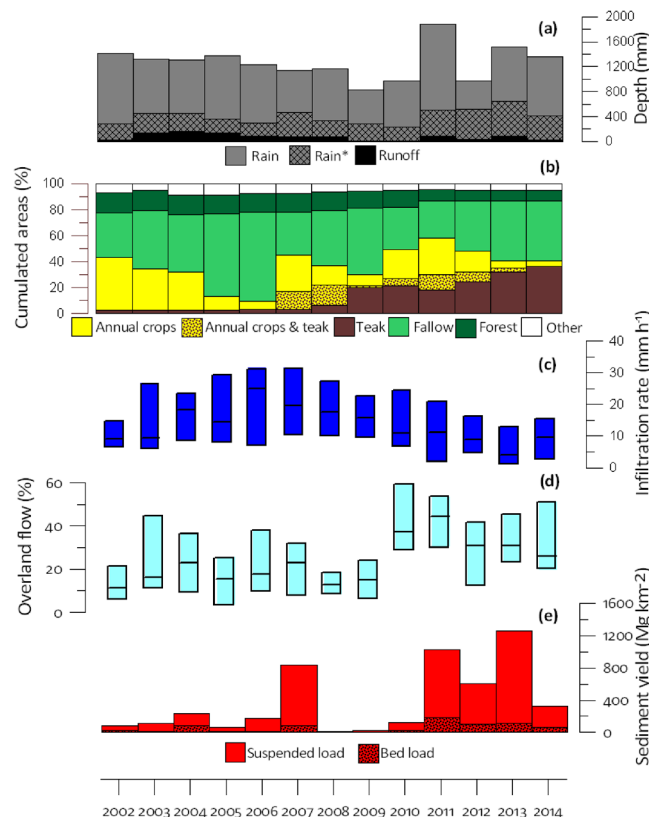 (a)
2000
1600
1200
800
400
0
Depth (mm)
Rain Rain* Runoff
(b)
100
80
60
40
20
0
Cumulated areas (%)
Annual crops Annual crops & teak Teak Fallow Forest Other
(c)
40
30
20
10
0
Infiltration rate (mm h⁻¹)
(d)
60
40
20
0
Overland flow (%)
(e)
1600
1200
800
400
0
Sediment yield (Mg km-2)
Suspended load Bed load
2002 2003 2004 2005 2006 2007 2008 2009 2010 2011 2012 2013 2014